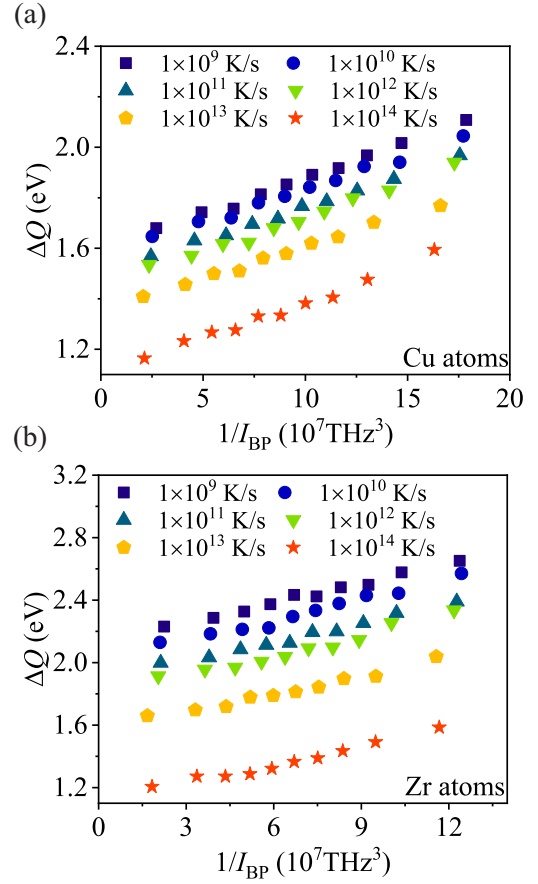 (a)
2.4
2.0
1.6
1.2
ΔQ (eV)
1×10⁹ K/s 1×10¹⁰ K/s
1×10¹¹ K/s 1×10¹² K/s
1×10¹³ K/s 1×10¹⁴ K/s
Cu atoms
0 5 10 15 20
1/I_BP (10⁷THz³)
(b)
3.2
2.8
2.4
2.0
1.6
1.2
ΔQ (eV)
1×10⁹ K/s 1×10¹⁰ K/s
1×10¹¹ K/s 1×10¹² K/s
1×10¹³ K/s 1×10¹⁴ K/s
Zr atoms
0 3 6 9 12
1/I_BP (10⁷THz³)